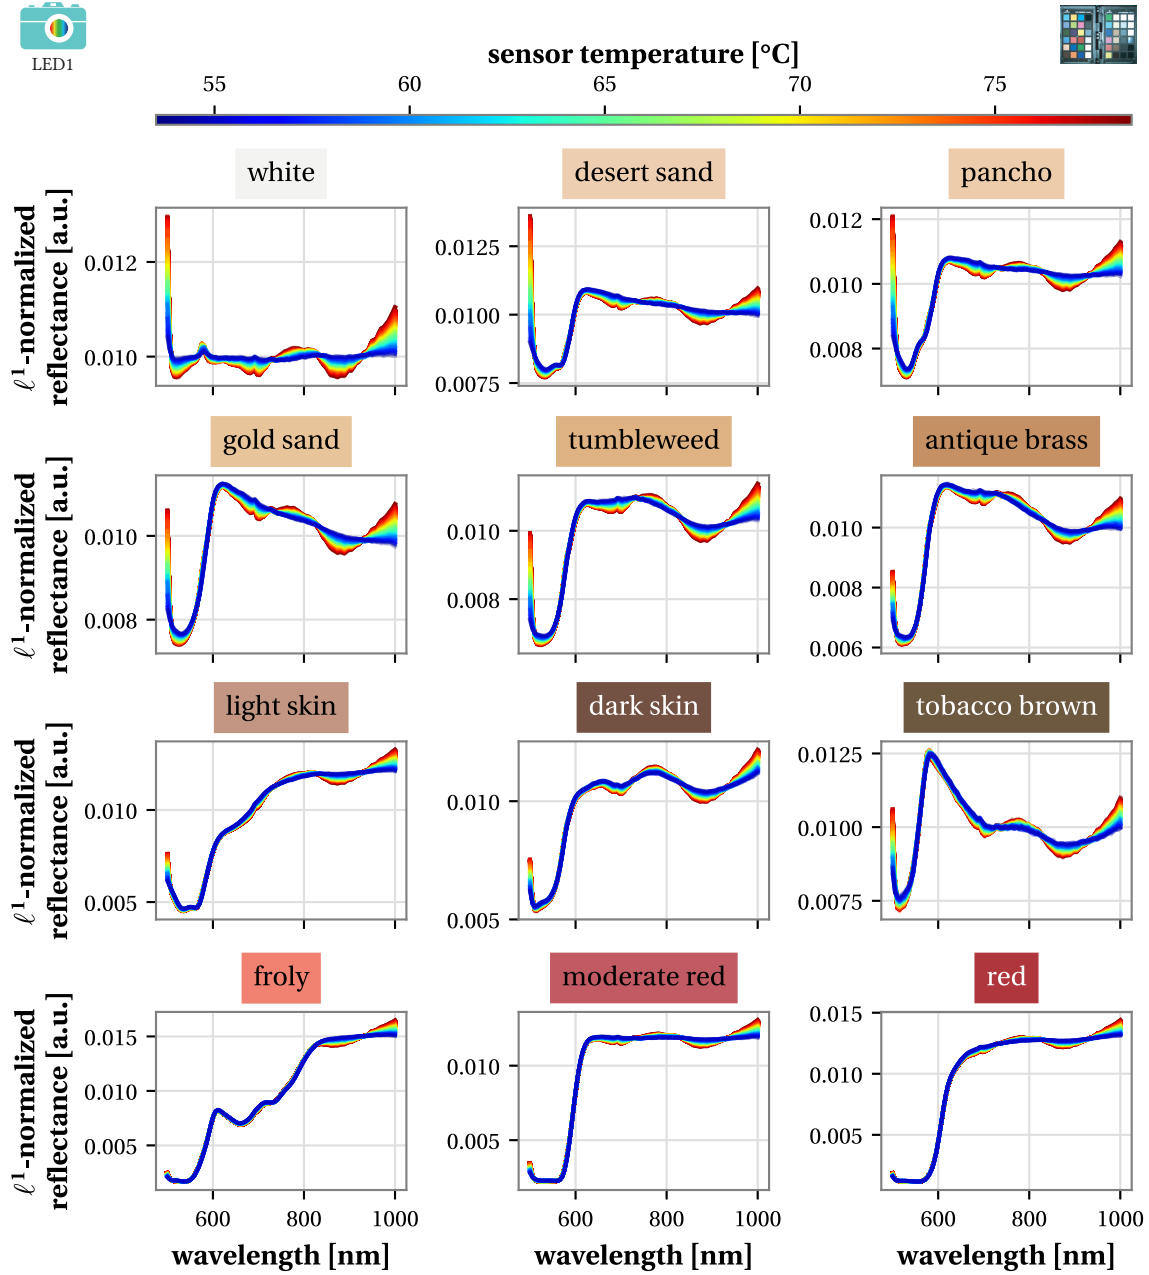 LED1
sensor temperature [°C]
55 60 65 70 75
white desert sand pancho
ℓ¹-normalized
reflectance [a.u.]
0.012
0.010
0.0125
0.0100
0.0075
0.012
0.010
0.008
gold sand tumbleweed antique brass
ℓ¹-normalized
reflectance [a.u.]
0.010
0.008
0.010
0.008
0.010
0.008
0.006
light skin dark skin tobacco brown
ℓ¹-normalized
reflectance [a.u.]
0.010
0.005
0.010
0.005
0.0125
0.0100
0.0075
froly moderate red red
ℓ¹-normalized
reflectance [a.u.]
0.015
0.010
0.005
0.010
0.005
0.015
0.010
0.005
600 800 1000 600 800 1000 600 800 1000
wavelength [nm] wavelength [nm] wavelength [nm]